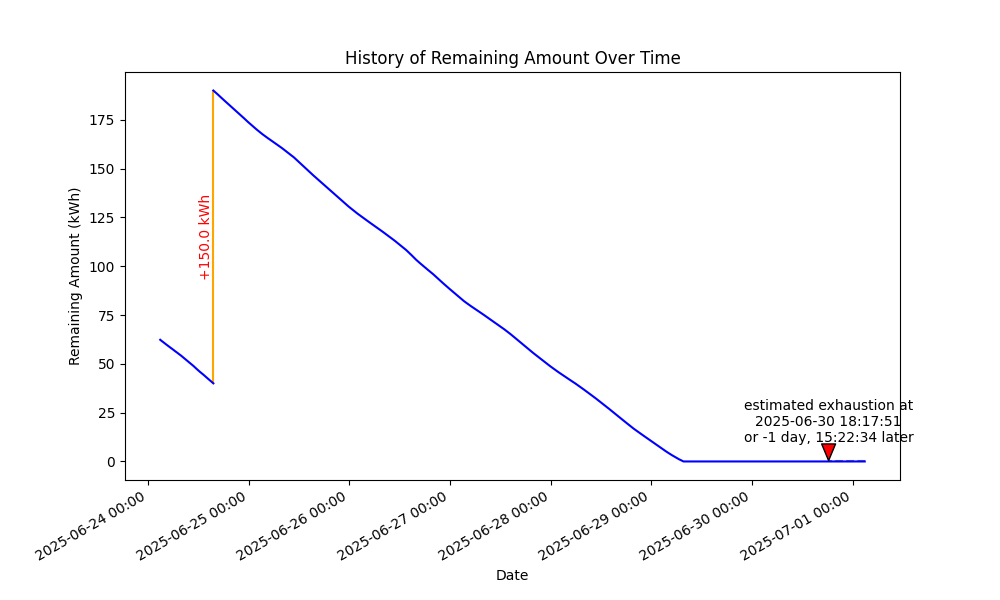 History of Remaining Amount Over Time
Remaining Amount (kWh)
175
150
125
100
75
50
25
0
+150.0 kWh
estimated exhaustion at
2025-06-30 18:17:51
or -1 day, 15:22:34 later
2025-06-24 00:00
2025-06-25 00:00
2025-06-26 00:00
2025-06-27 00:00
2025-06-28 00:00
2025-06-29 00:00
2025-06-30 00:00
2025-07-01 00:00
Date